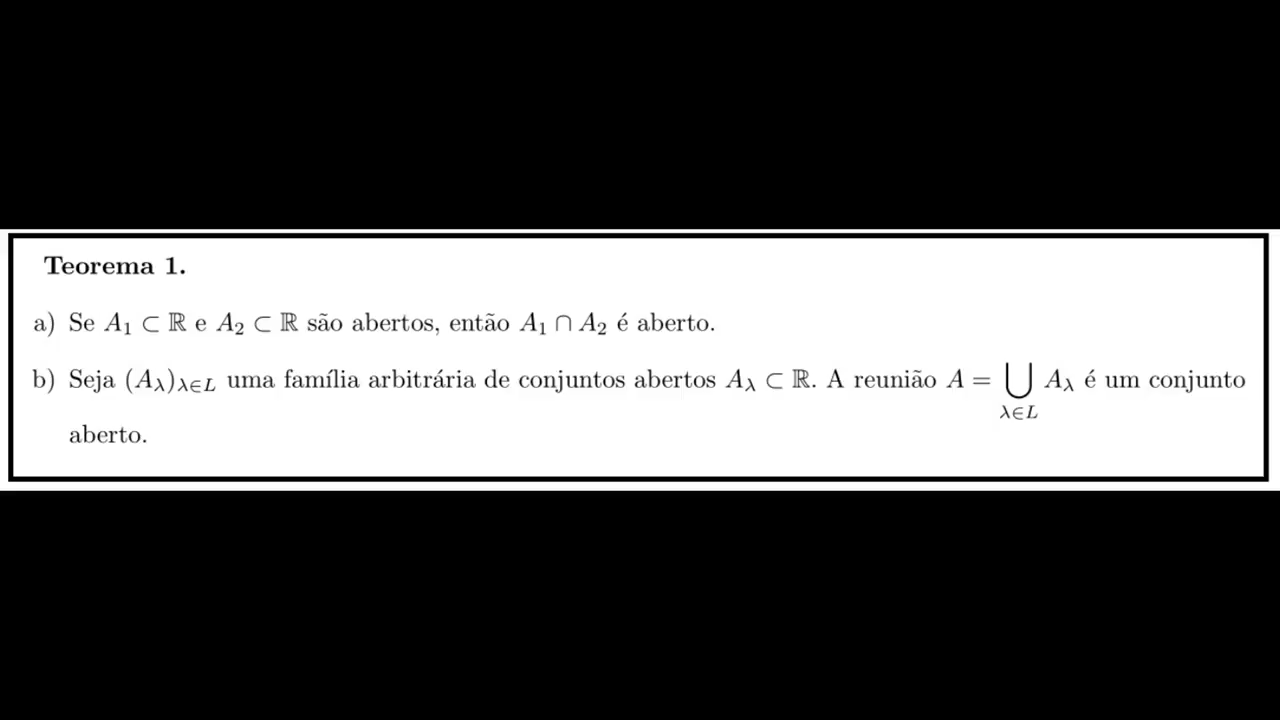 Teorema 1.
a) Se A₁ ⊂ ℝ e A₂ ⊂ ℝ são abertos, então A₁ ∩ A₂ é aberto.
b) Seja (A_λ)_{λ∈L} uma família arbitrária de conjuntos abertos A_λ ⊂ ℝ. A reunião A = ⋃_{λ∈L} A_λ é um conjunto
aberto.